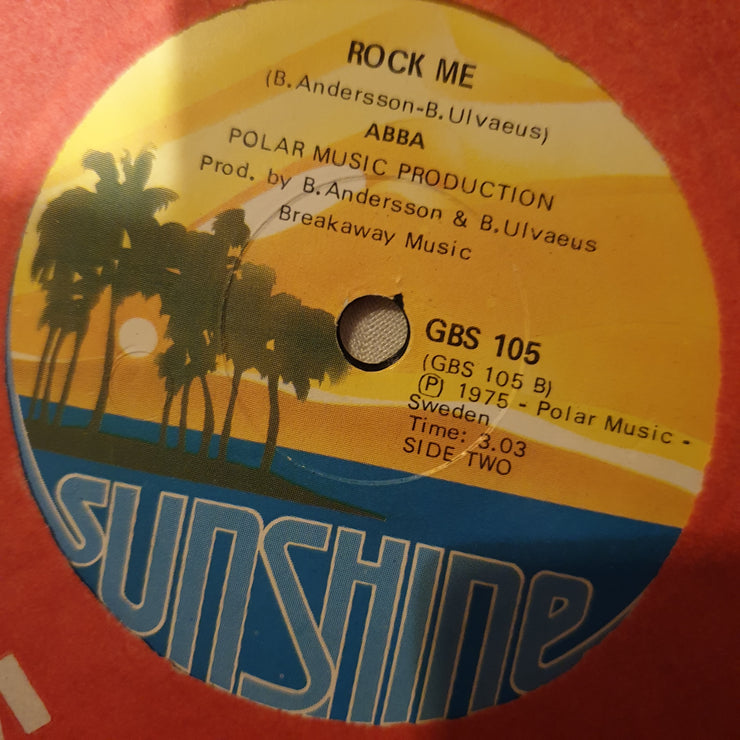 ROCK ME
(B.Andersson-B.Ulvaeus)
ABBA
POLAR MUSIC PRODUCTION
Prod. by B.Andersson & B.Ulvaeus
Breakaway Music
GBS 105
(GBS 105 B)
Ⓟ 1975 - Polar Music -
Sweden
Time: 3.03
SIDE TWO
SUNSHINE